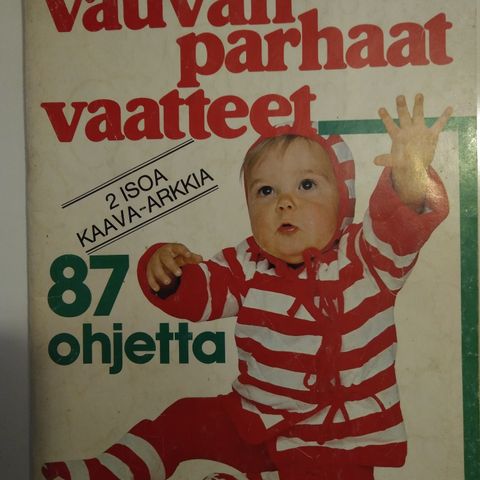 vauvan
parhaat
vaatteet
2 ISOA
KAAVA-ARKKIA
87
ohjetta